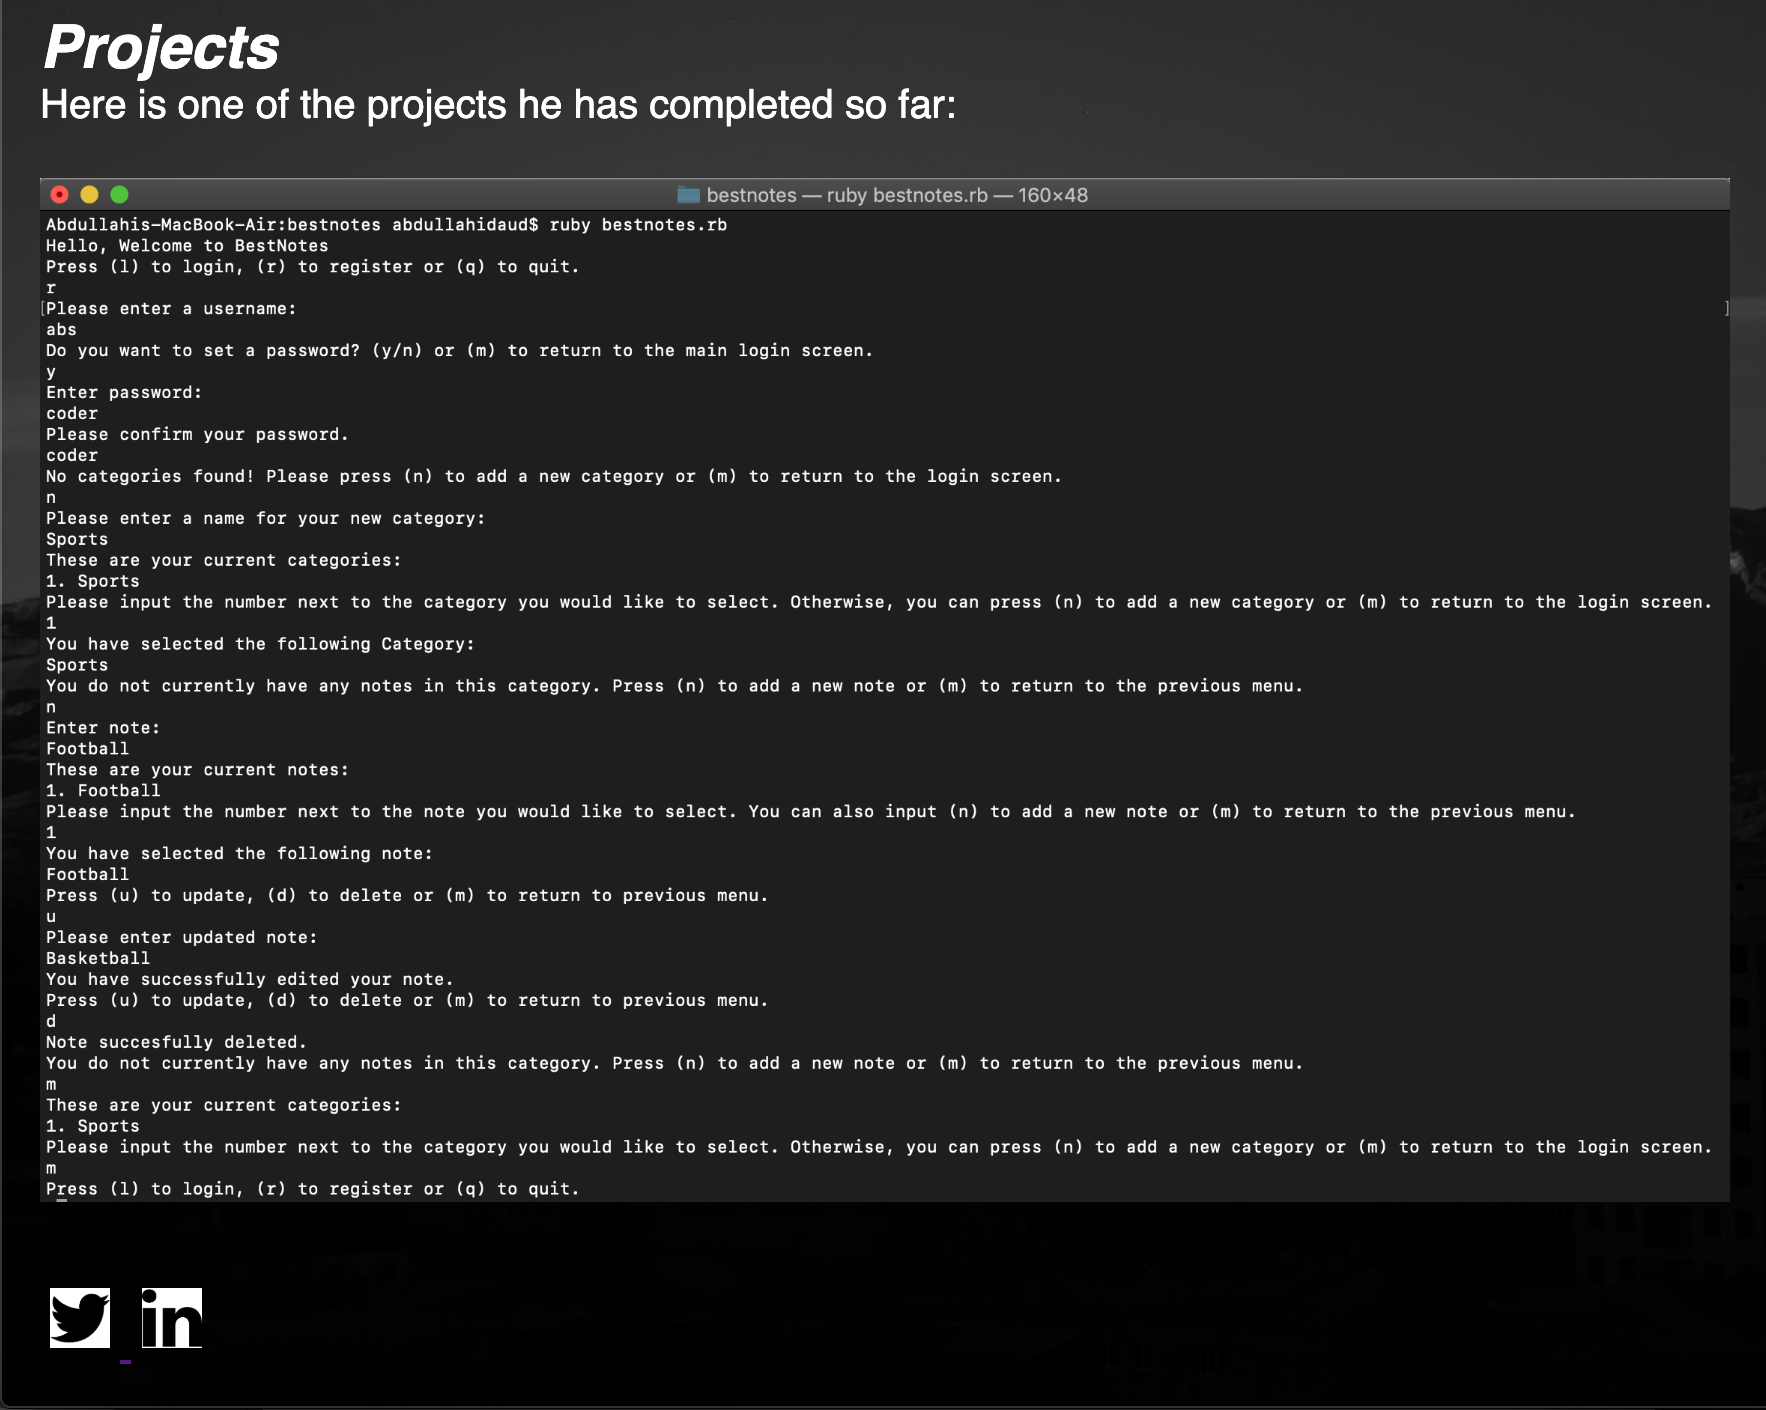 Projects
Here is one of the projects he has completed so far:
bestnotes — ruby bestnotes.rb — 160×48
Abdullahis-MacBook-Air:bestnotes abdullahidaud$ ruby bestnotes.rb
Hello, Welcome to BestNotes
Press (l) to login, (r) to register or (q) to quit.
r
[Please enter a username: ]
abs
Do you want to set a password? (y/n) or (m) to return to the main login screen.
y
Enter password:
coder
Please confirm your password.
coder
No categories found! Please press (n) to add a new category or (m) to return to the login screen.
n
Please enter a name for your new category:
Sports
These are your current categories:
1. Sports
Please input the number next to the category you would like to select. Otherwise, you can press (n) to add a new category or (m) to return to the login screen.
1
You have selected the following Category:
Sports
You do not currently have any notes in this category. Press (n) to add a new note or (m) to return to the previous menu.
n
Enter note:
Football
These are your current notes:
1. Football
Please input the number next to the note you would like to select. You can also input (n) to add a new note or (m) to return to the previous menu.
1
You have selected the following note:
Football
Press (u) to update, (d) to delete or (m) to return to previous menu.
u
Please enter updated note:
Basketball
You have successfully edited your note.
Press (u) to update, (d) to delete or (m) to return to previous menu.
d
Note succesfully deleted.
You do not currently have any notes in this category. Press (n) to add a new note or (m) to return to the previous menu.
m
These are your current categories:
1. Sports
Please input the number next to the category you would like to select. Otherwise, you can press (n) to add a new category or (m) to return to the login screen.
m
Press (l) to login, (r) to register or (q) to quit.
in